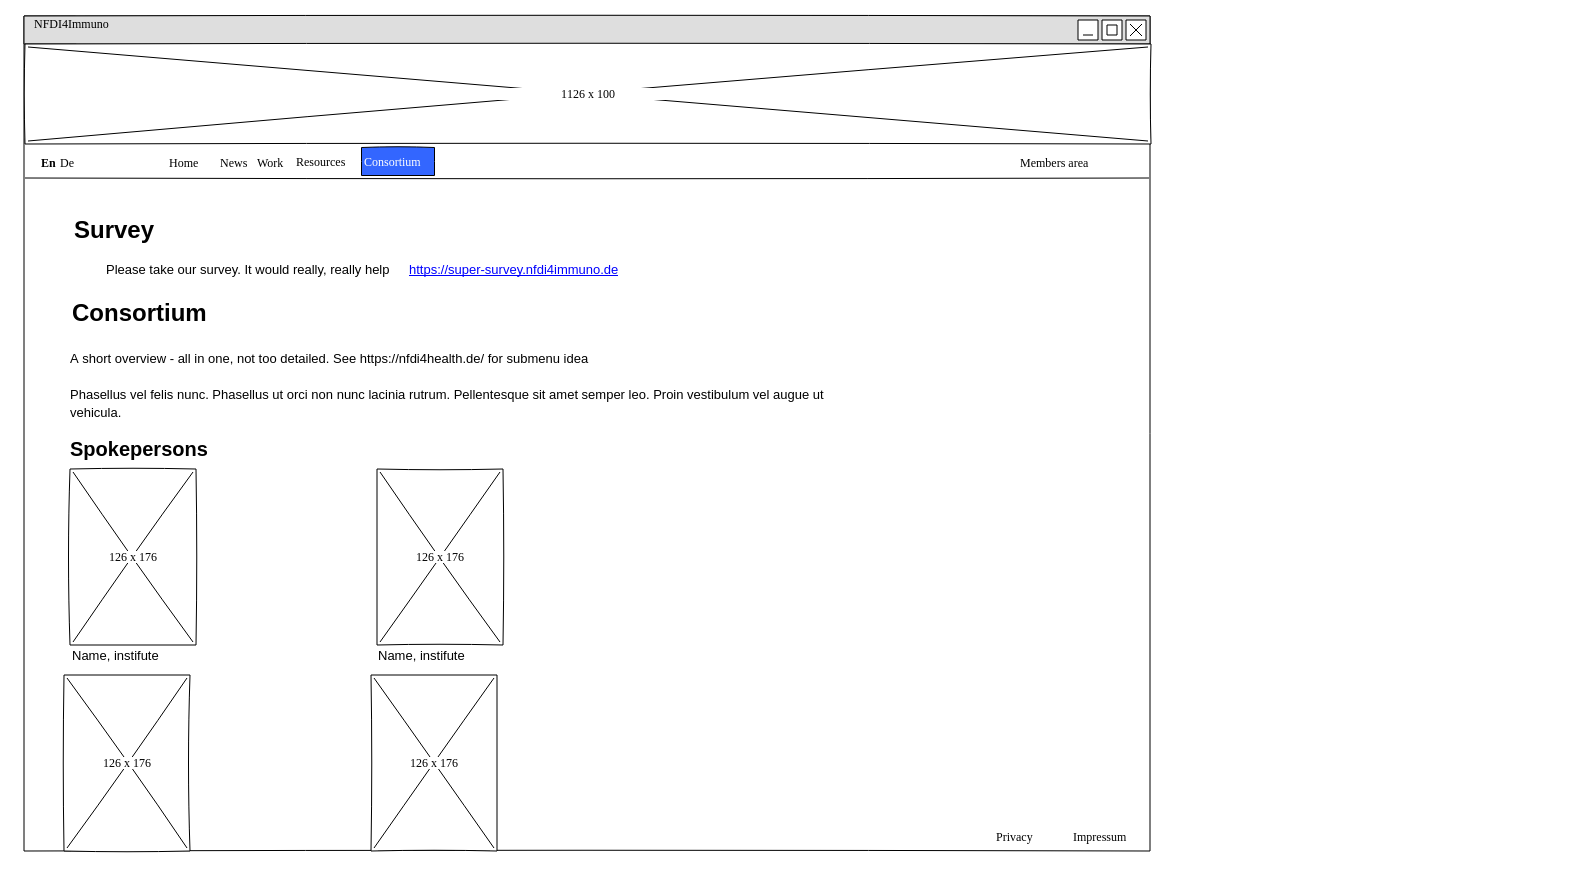 NFDI4Immuno
1126 x 100
En De Home News Work Resources Consortium Members area
Survey
Please take our survey. It would really, really help https://super-survey.nfdi4immuno.de
Consortium
A short overview - all in one, not too detailed. See https://nfdi4health.de/ for submenu idea
Phasellus vel felis nunc. Phasellus ut orci non nunc lacinia rutrum. Pellentesque sit amet semper leo. Proin vestibulum vel augue ut
vehicula.
Spokepersons
126 x 176 126 x 176
Name, instifute Name, instifute
126 x 176 126 x 176
Privacy Impressum